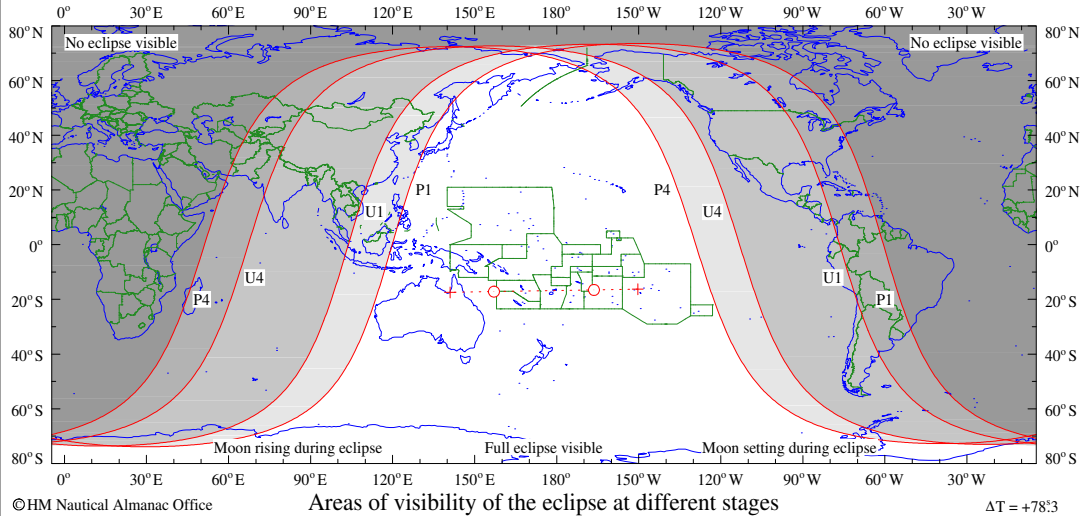 0° 30°E 60°E 90°E 120°E 150°E 180° 150°W 120°W 90°W 60°W 30°W
80°N No eclipse visible No eclipse visible 80°N
60°N 60°N
40°N 40°N
20°N P1 P4 20°N
U1 U4
0° 0°
U4 U1
20°S P4 P1 20°S
40°S 40°S
60°S 60°S
Moon rising during eclipse Full eclipse visible Moon setting during eclipse
80°S 80°S
0° 30°E 60°E 90°E 120°E 150°E 180° 150°W 120°W 90°W 60°W 30°W
©HM Nautical Almanac Office Areas of visibility of the eclipse at different stages ΔT = +78ˢ.3